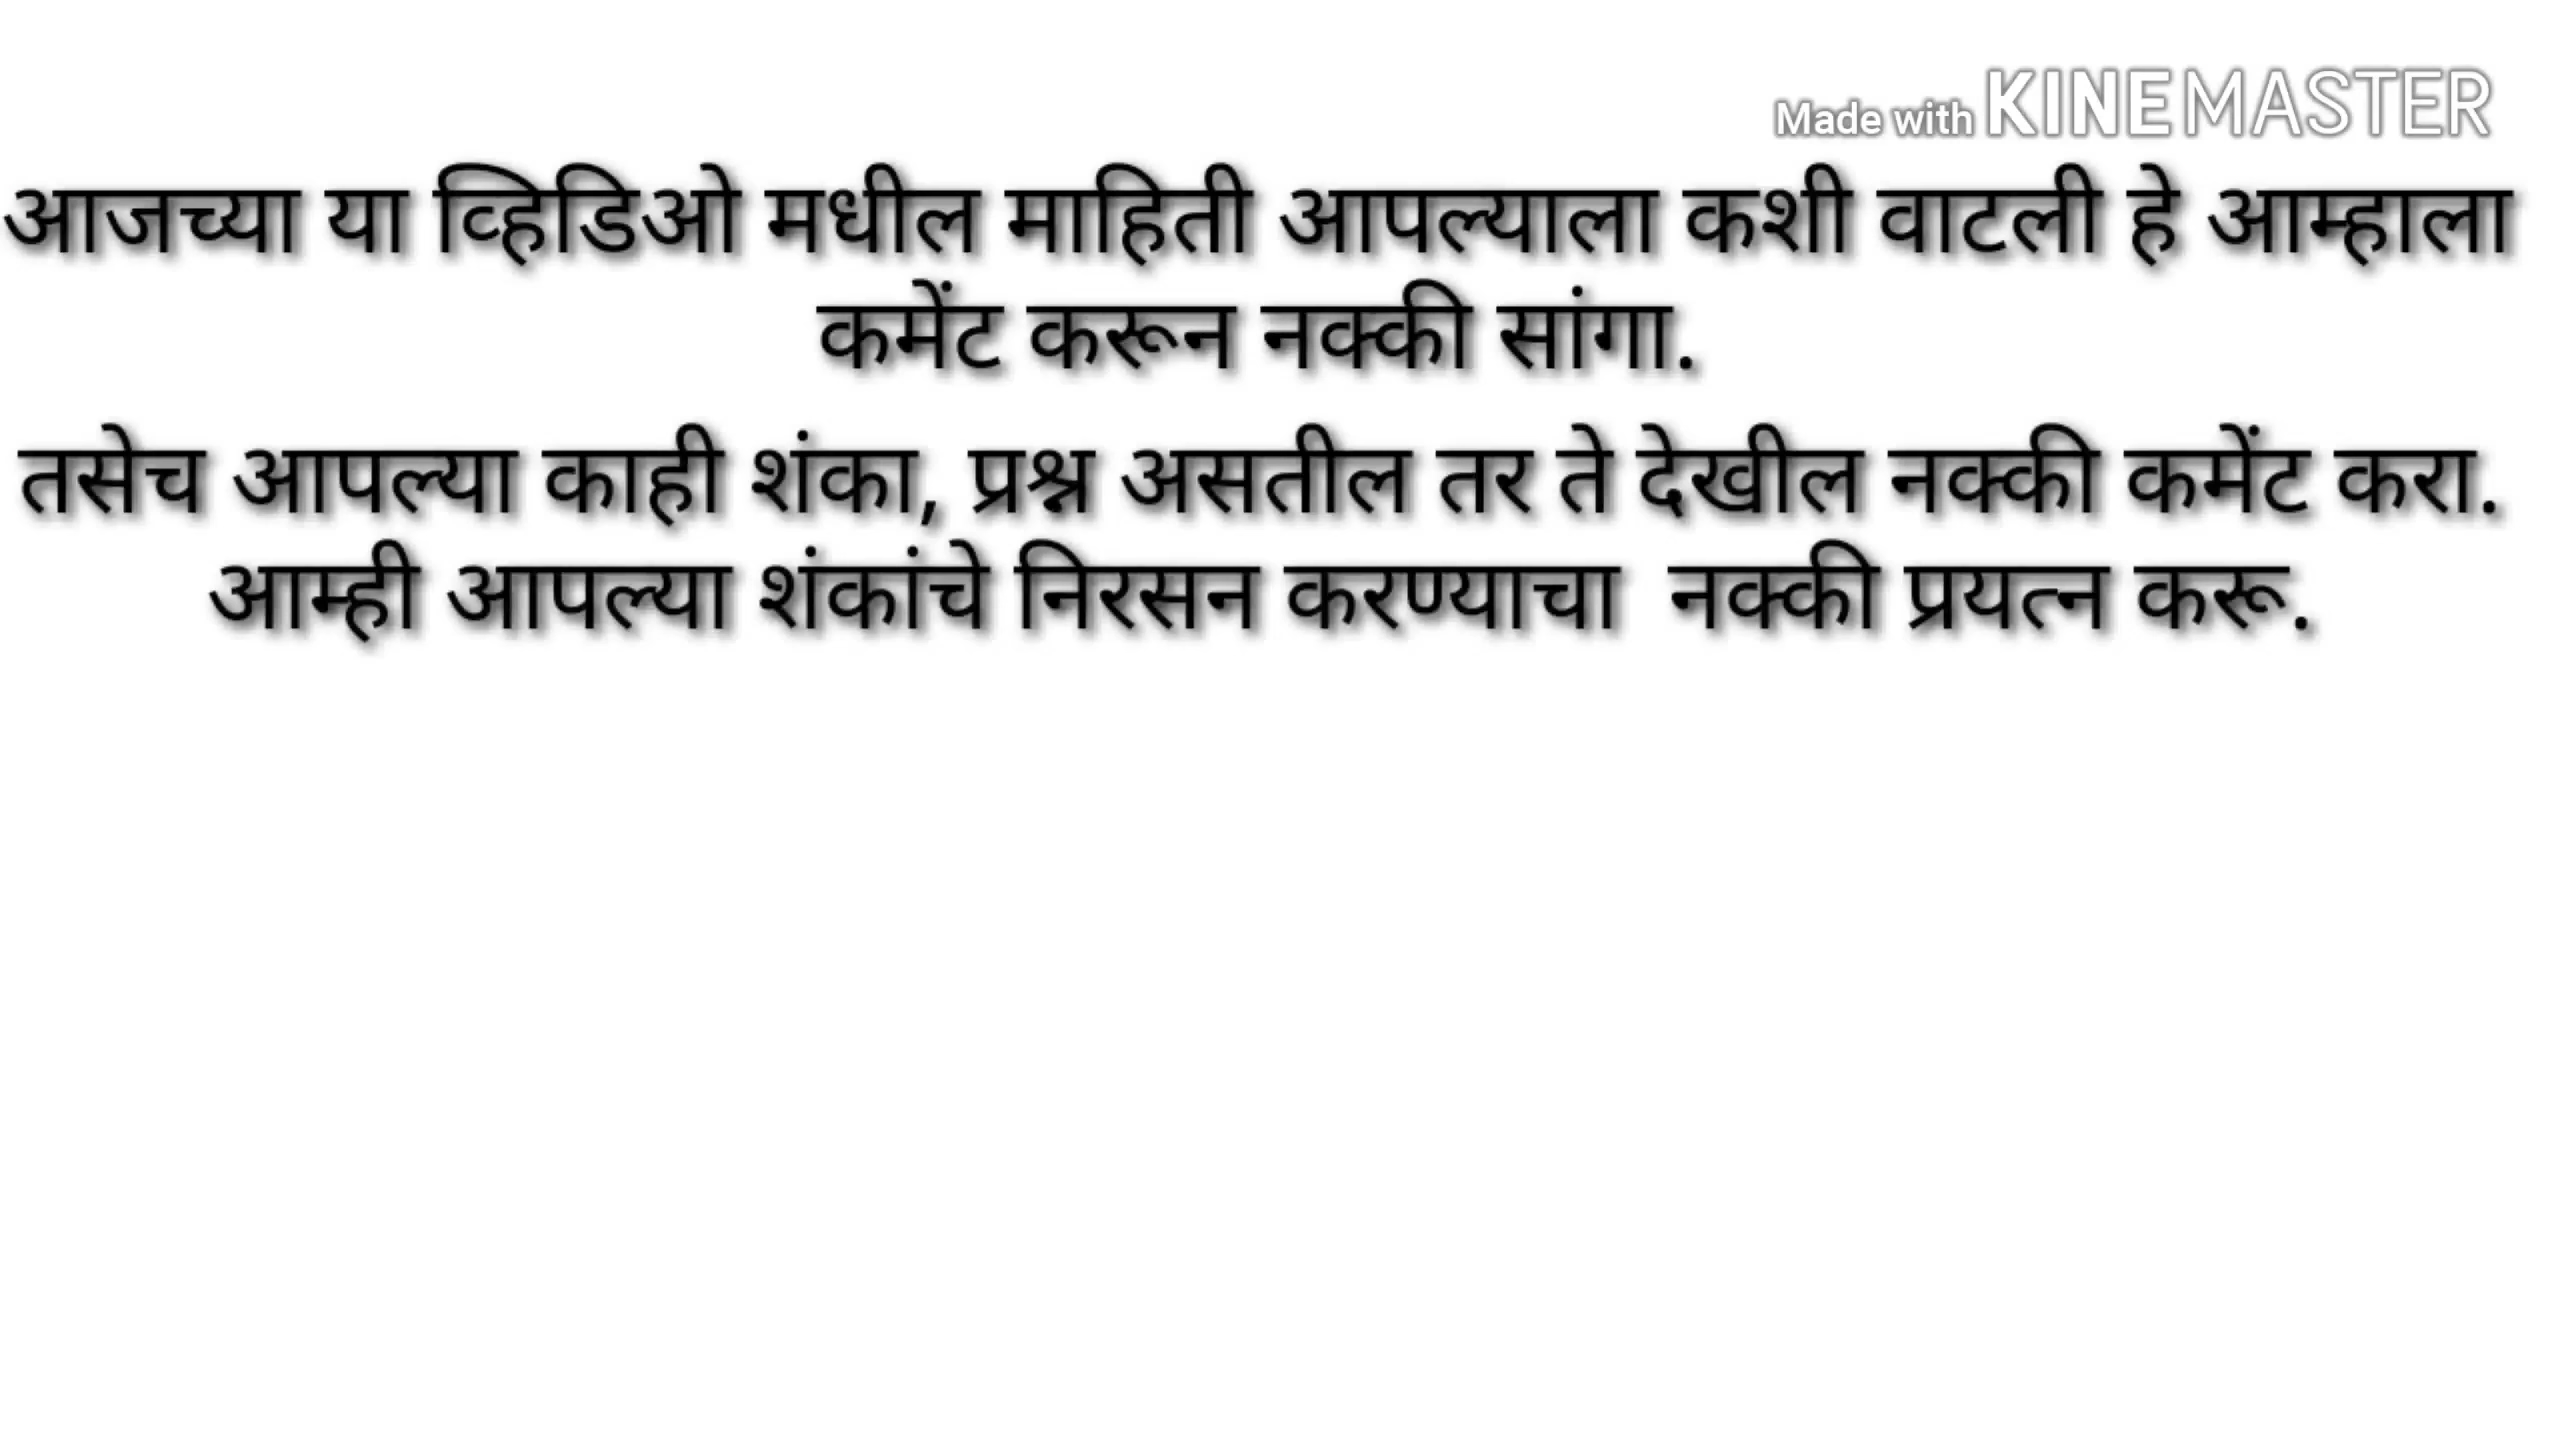 Made with KINEMASTER
आजच्या या व्हिडिओ मधील माहिती आपल्याला कशी वाटली हे आम्हाला
कमेंट करून नक्की सांगा.
तसेच आपल्या काही शंका, प्रश्न असतील तर ते देखील नक्की कमेंट करा.
आम्ही आपल्या शंकांचे निरसन करण्याचा  नक्की प्रयत्न करू.